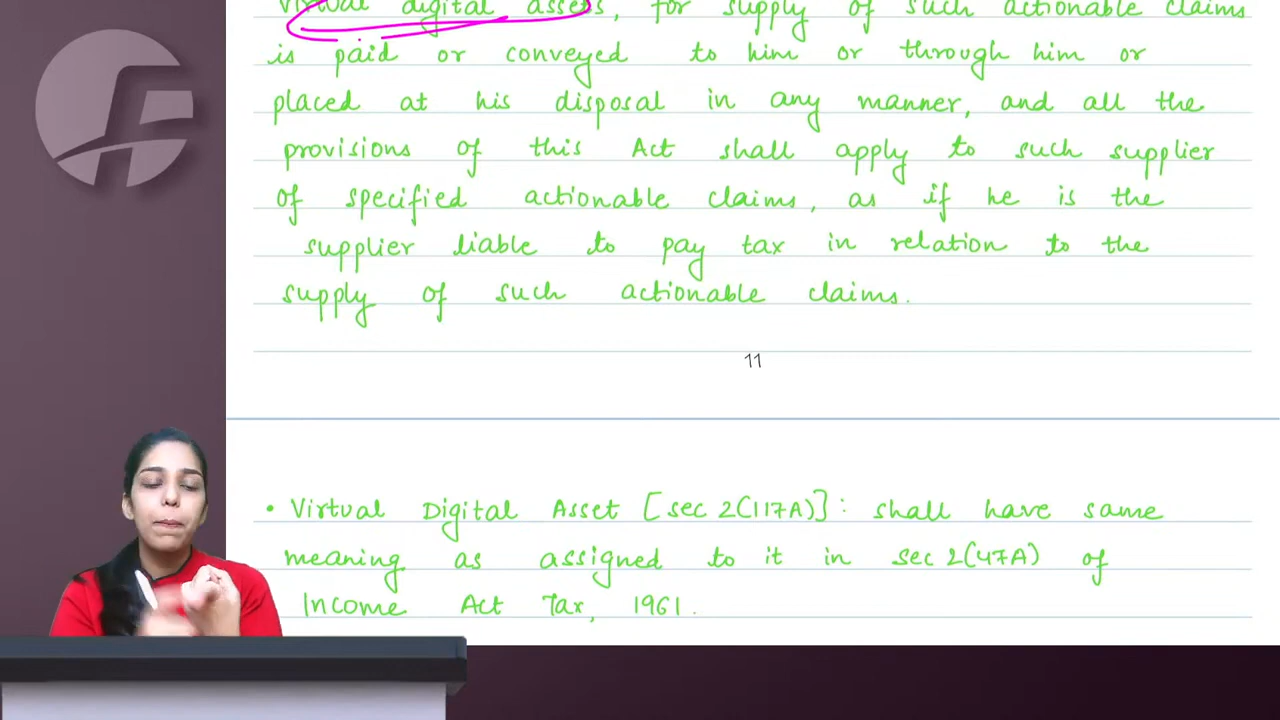 virtual digital assets, for supply of such actionable claims
is paid or conveyed to him or through him or
placed at his disposal in any manner, and all the
provisions of this Act shall apply to such supplier
of specified actionable claims, as if he is the
supplier liable to pay tax in relation to the
supply of such actionable claims.
11
• Virtual Digital Asset [sec 2(117A)]: shall have same
meaning as assigned to it in sec 2(47A) of
Income Act Tax, 1961.